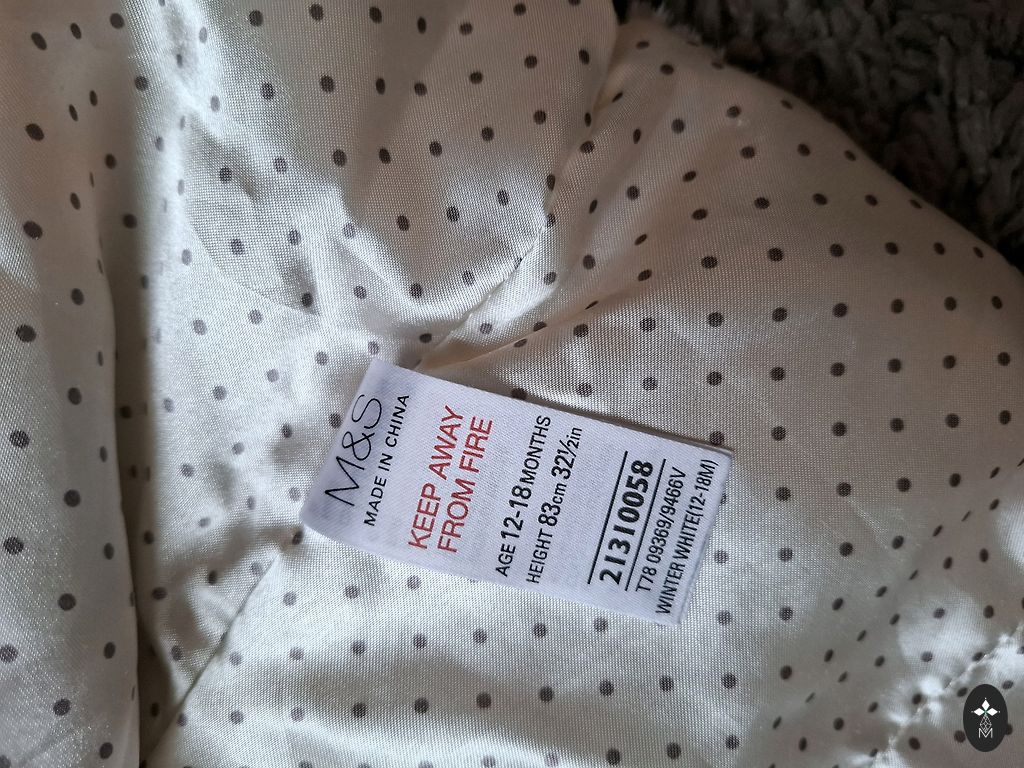 M&S
MADE IN CHINA
KEEP AWAY
FROM FIRE
AGE 12-18 MONTHS
HEIGHT 83cm 32½in
21310058
T78 09369/9466V
WINTER WHITE(12-18M)
M